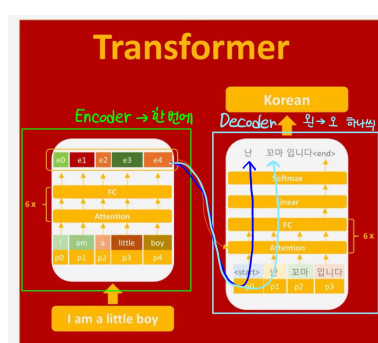 Transformer
Korean
Encoder → 한번에
Decoder → 왼→오 하나씩
e0 e1 e2 e3 e4
6 x
FC
Attention
I am a little boy
p0 p1 p2 p3 p4
I am a little boy
난 꼬마 입니다 <end>
Softmax
Linear
FC
Attention
6 x
<start> 난 꼬마 입니다
p0 p1 p2 p3